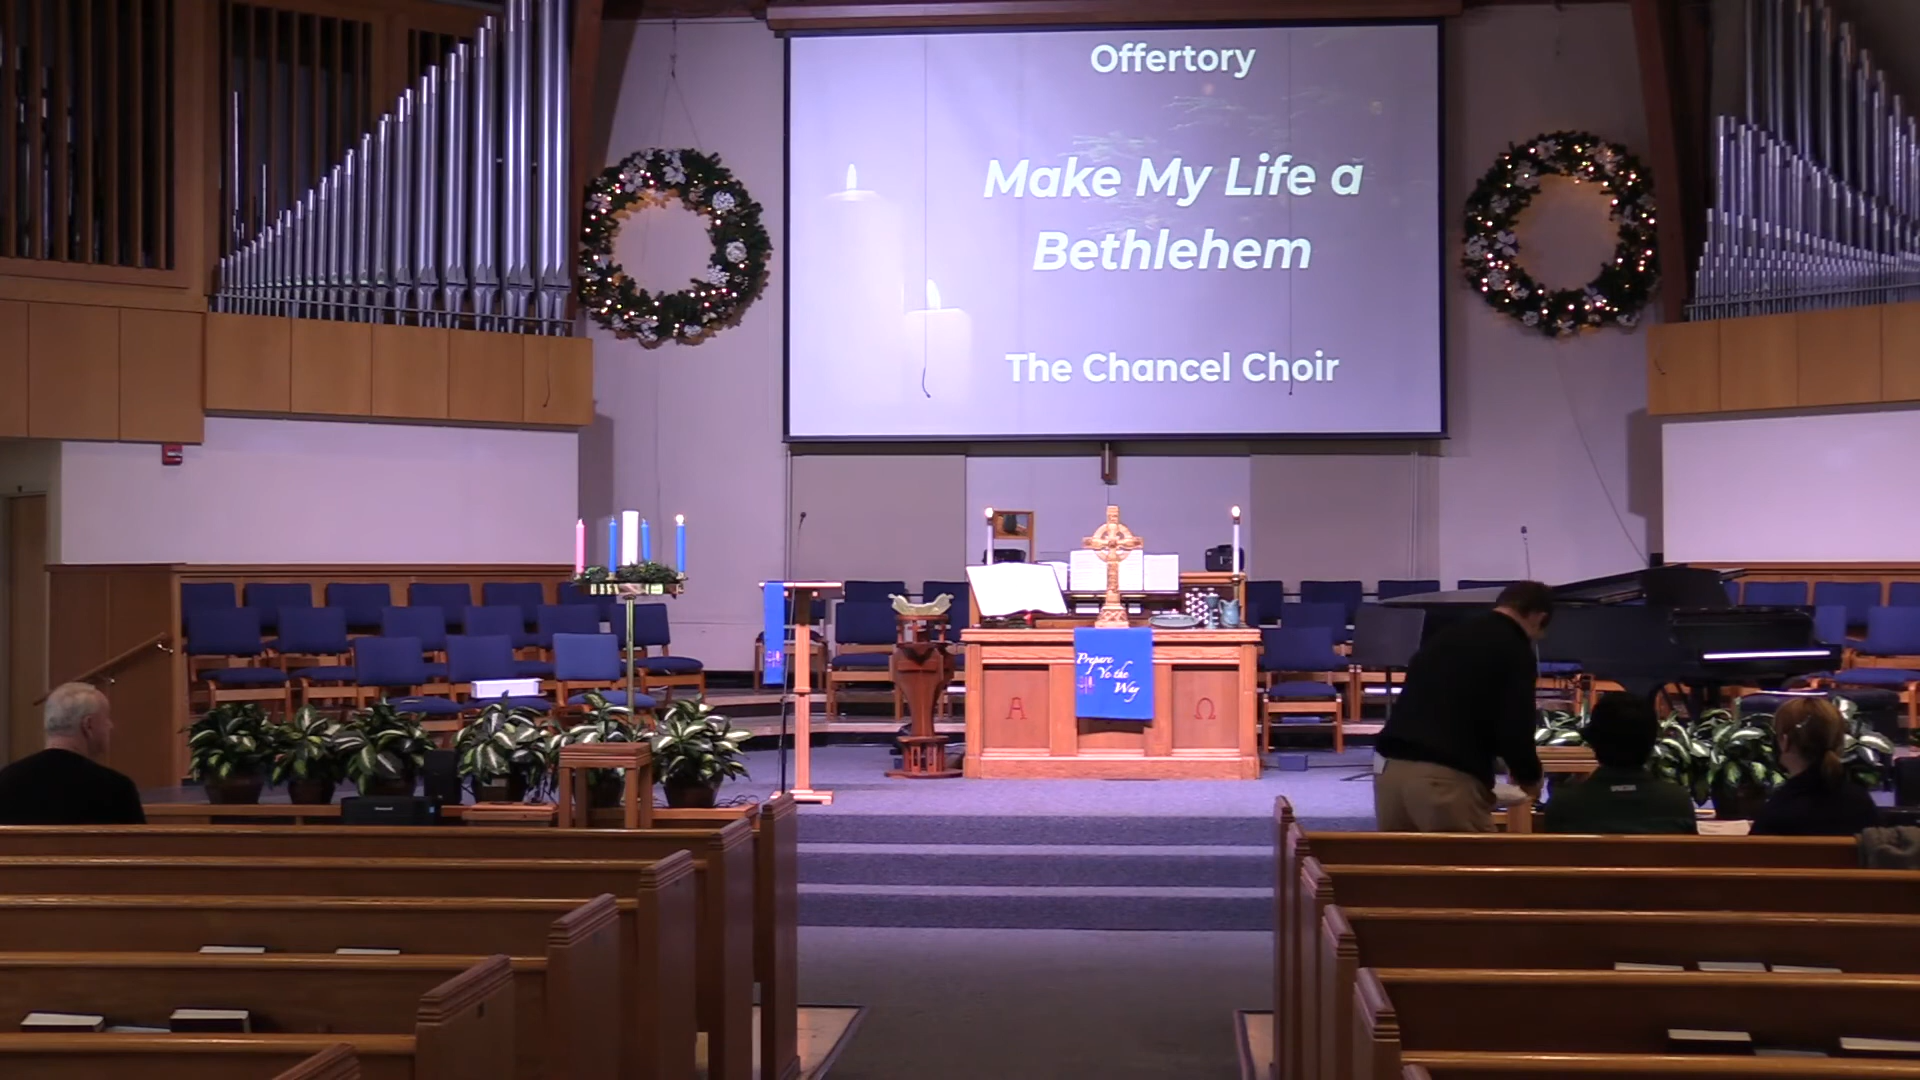 Offertory
Make My Life a
Bethlehem
The Chancel Choir
Prepare
Ye the
Way
Α
Ω